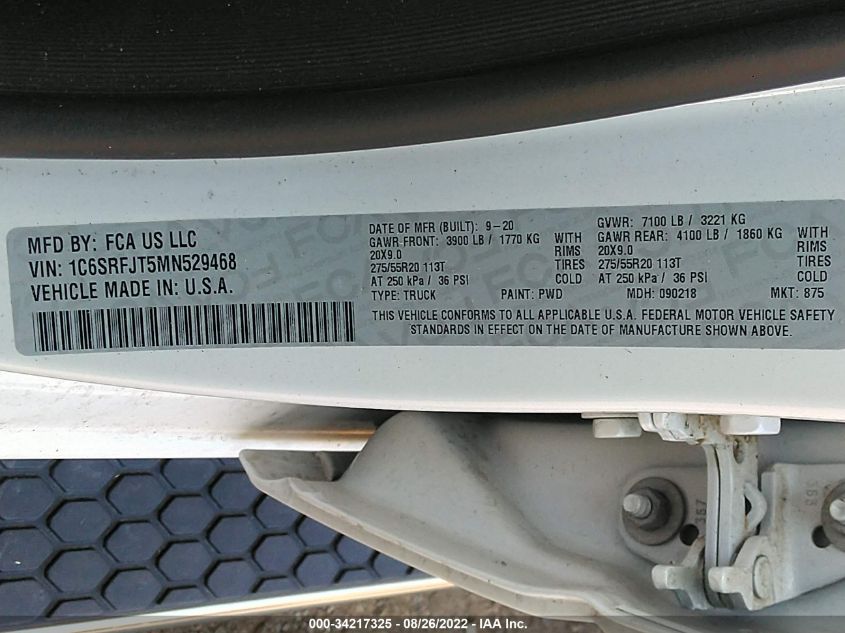 MFD BY: FCA US LLC
VIN: 1C6SRFJT5MN529468
VEHICLE MADE IN: U.S.A.
DATE OF MFR (BUILT): 9-20
GAWR FRONT: 3900 LB / 1770 KG WITH
20X9.0 RIMS
275/55R20 113T TIRES
AT 250 kPa / 36 PSI COLD
TYPE: TRUCK PAINT: PWD
GVWR: 7100 LB / 3221 KG
GAWR REAR: 4100 LB / 1860 KG WITH
20X9.0 RIMS
275/55R20 113T TIRES
AT 250 kPa / 36 PSI COLD
MDH: 090218 MKT: 875
THIS VEHICLE CONFORMS TO ALL APPLICABLE U.S.A. FEDERAL MOTOR VEHICLE SAFETY
STANDARDS IN EFFECT ON THE DATE OF MANUFACTURE SHOWN ABOVE.
000-34217325 - 08/26/2022 - IAA Inc.